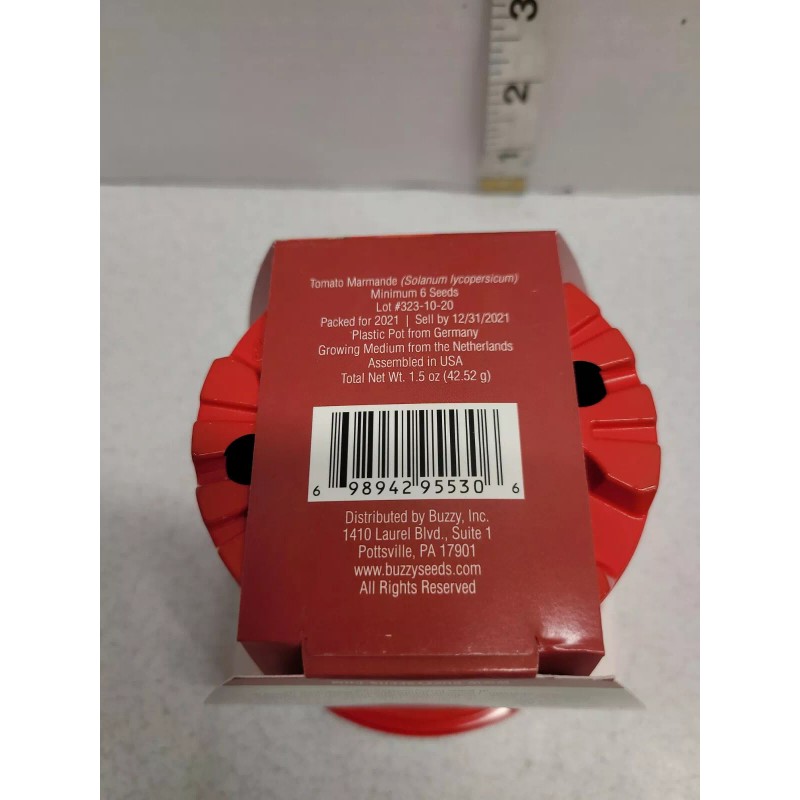 3
2
1
Tomato Marmande (Solanum lycopersicum)
Minimum 6 Seeds
Lot #323-10-20
Packed for 2021 | Sell by 12/31/2021
Plastic Pot from Germany
Growing Medium from the Netherlands
Assembled in USA
Total Net Wt. 1.5 oz (42.52 g)
6 98942 95530 6
Distributed by Buzzy, Inc.
1410 Laurel Blvd., Suite 1
Pottsville, PA 17901
www.buzzyseeds.com
All Rights Reserved